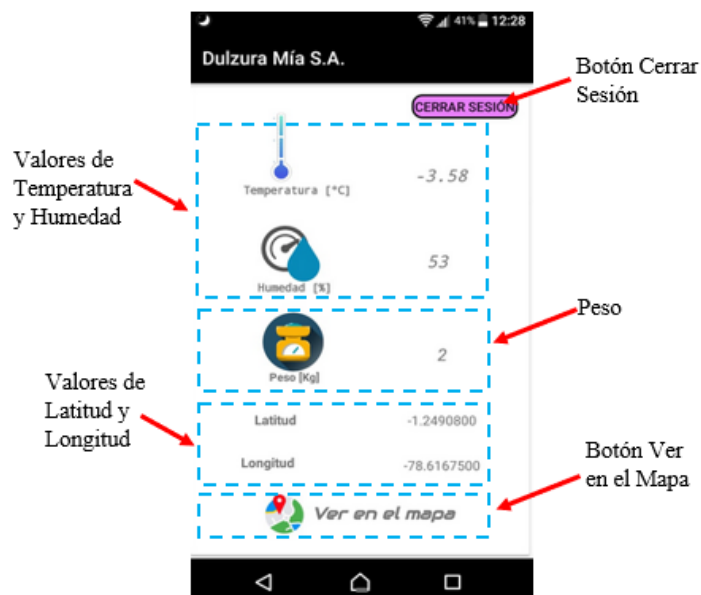 41% 12:28
Dulzura Mía S.A.
Botón Cerrar
Sesión
CERRAR SESIÓN
Valores de
Temperatura
y Humedad
Temperatura [°C]
-3.58
Humedad [%]
53
Peso
Peso [Kg]
2
Valores de
Latitud y
Longitud
Latitud
-1.2490800
Longitud
-78.6167500
Botón Ver
en el Mapa
Ver en el mapa